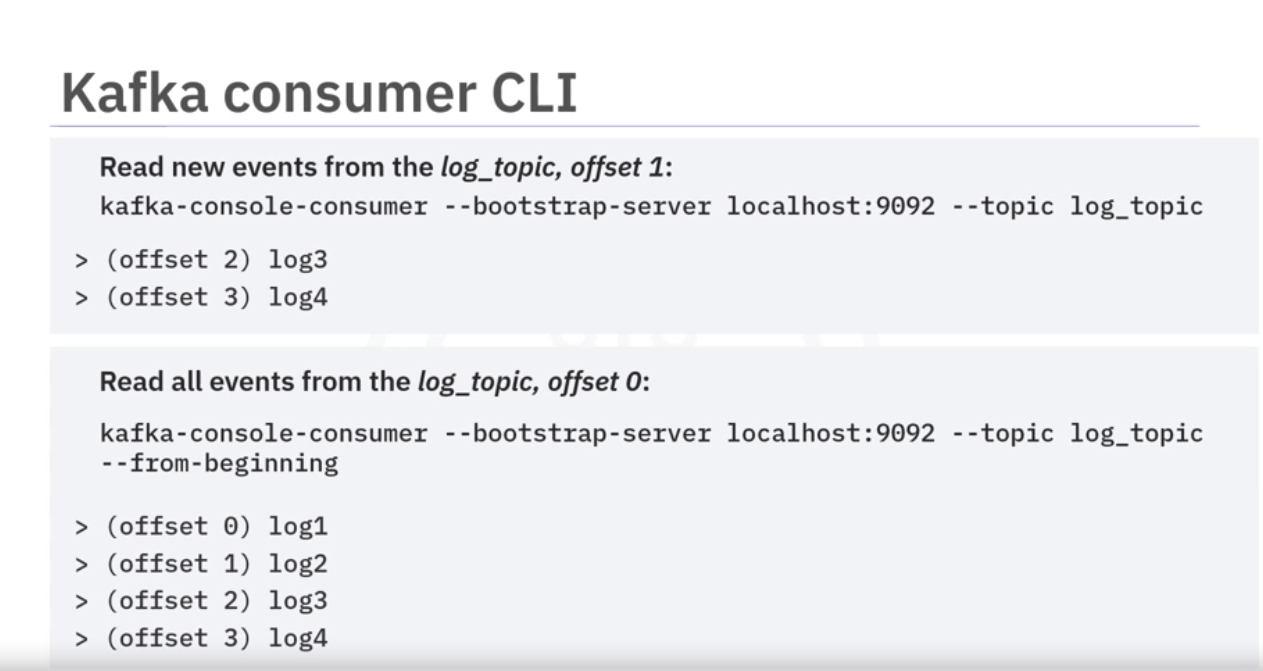 Kafka consumer CLI
Read new events from the log_topic, offset 1:
kafka-console-consumer --bootstrap-server localhost:9092 --topic log_topic
> (offset 2) log3
> (offset 3) log4
Read all events from the log_topic, offset 0:
kafka-console-consumer --bootstrap-server localhost:9092 --topic log_topic
--from-beginning
> (offset 0) log1
> (offset 1) log2
> (offset 2) log3
> (offset 3) log4